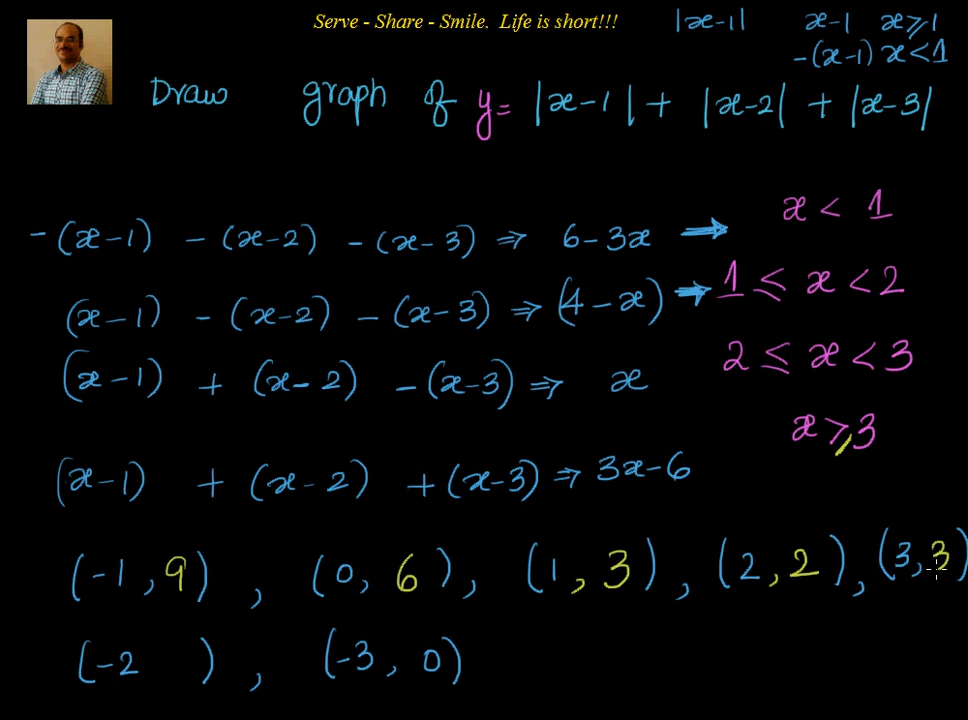 Serve - Share - Smile. Life is short!!!
|x-1| x-1 x⩾1
-(x-1) x<1
Draw graph of y= |x-1| + |x-2| + |x-3|
-(x-1) -(x-2) -(x-3) ⇒ 6-3x → x < 1
(x-1) -(x-2) -(x-3) ⇒ (4-x) → 1 ⩽ x < 2
(x-1) + (x-2) -(x-3) ⇒ x 2 ⩽ x < 3
x ⩾ 3
(x-1) + (x-2) + (x-3) ⇒ 3x-6
(-1, 9), (0, 6), (1, 3), (2, 2), (3, 3)
(-2 ), (-3, 0)